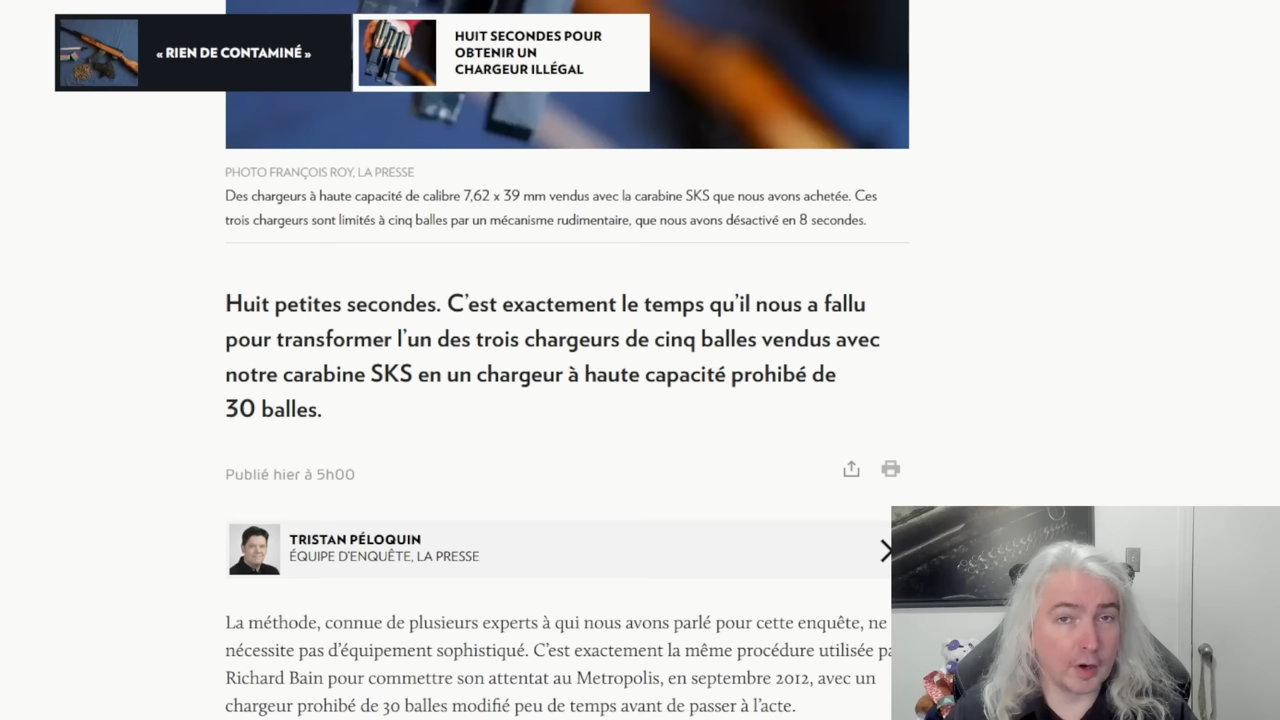 « RIEN DE CONTAMINÉ »
HUIT SECONDES POUR
OBTENIR UN
CHARGEUR ILLÉGAL
PHOTO FRANÇOIS ROY, LA PRESSE
Des chargeurs à haute capacité de calibre 7,62 x 39 mm vendus avec la carabine SKS que nous avons achetée. Ces
trois chargeurs sont limités à cinq balles par un mécanisme rudimentaire, que nous avons désactivé en 8 secondes.
Huit petites secondes. C’est exactement le temps qu’il nous a fallu
pour transformer l’un des trois chargeurs de cinq balles vendus avec
notre carabine SKS en un chargeur à haute capacité prohibé de
30 balles.
Publié hier à 5h00
TRISTAN PÉLOQUIN
ÉQUIPE D’ENQUÊTE, LA PRESSE
La méthode, connue de plusieurs experts à qui nous avons parlé pour cette enquête, ne
nécessite pas d’équipement sophistiqué. C’est exactement la même procédure utilisée pa
Richard Bain pour commettre son attentat au Metropolis, en septembre 2012, avec un
chargeur prohibé de 30 balles modifié peu de temps avant de passer à l’acte.